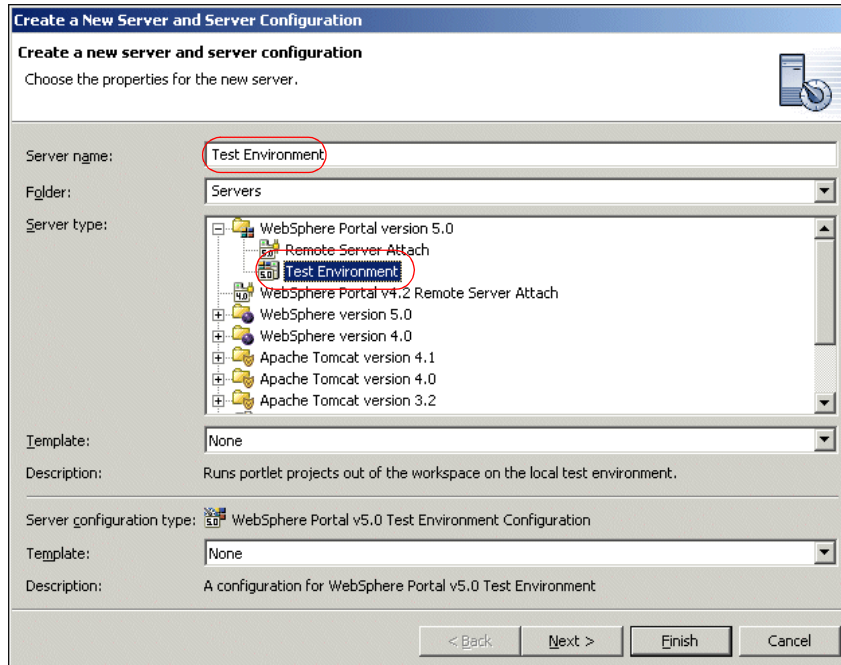 Create a New Server and Server Configuration
Create a new server and server configuration
Choose the properties for the new server.
Server name: Test Environment
Folder: Servers
Server type: WebSphere Portal version 5.0
Remote Server Attach
Test Environment
WebSphere Portal v4.2 Remote Server Attach
WebSphere version 5.0
WebSphere version 4.0
Apache Tomcat version 4.1
Apache Tomcat version 4.0
Apache Tomcat version 3.2
Template: None
Description: Runs portlet projects out of the workspace on the local test environment.
Server configuration type: WebSphere Portal v5.0 Test Environment Configuration
Template: None
Description: A configuration for WebSphere Portal v5.0 Test Environment
< Back Next > Finish Cancel